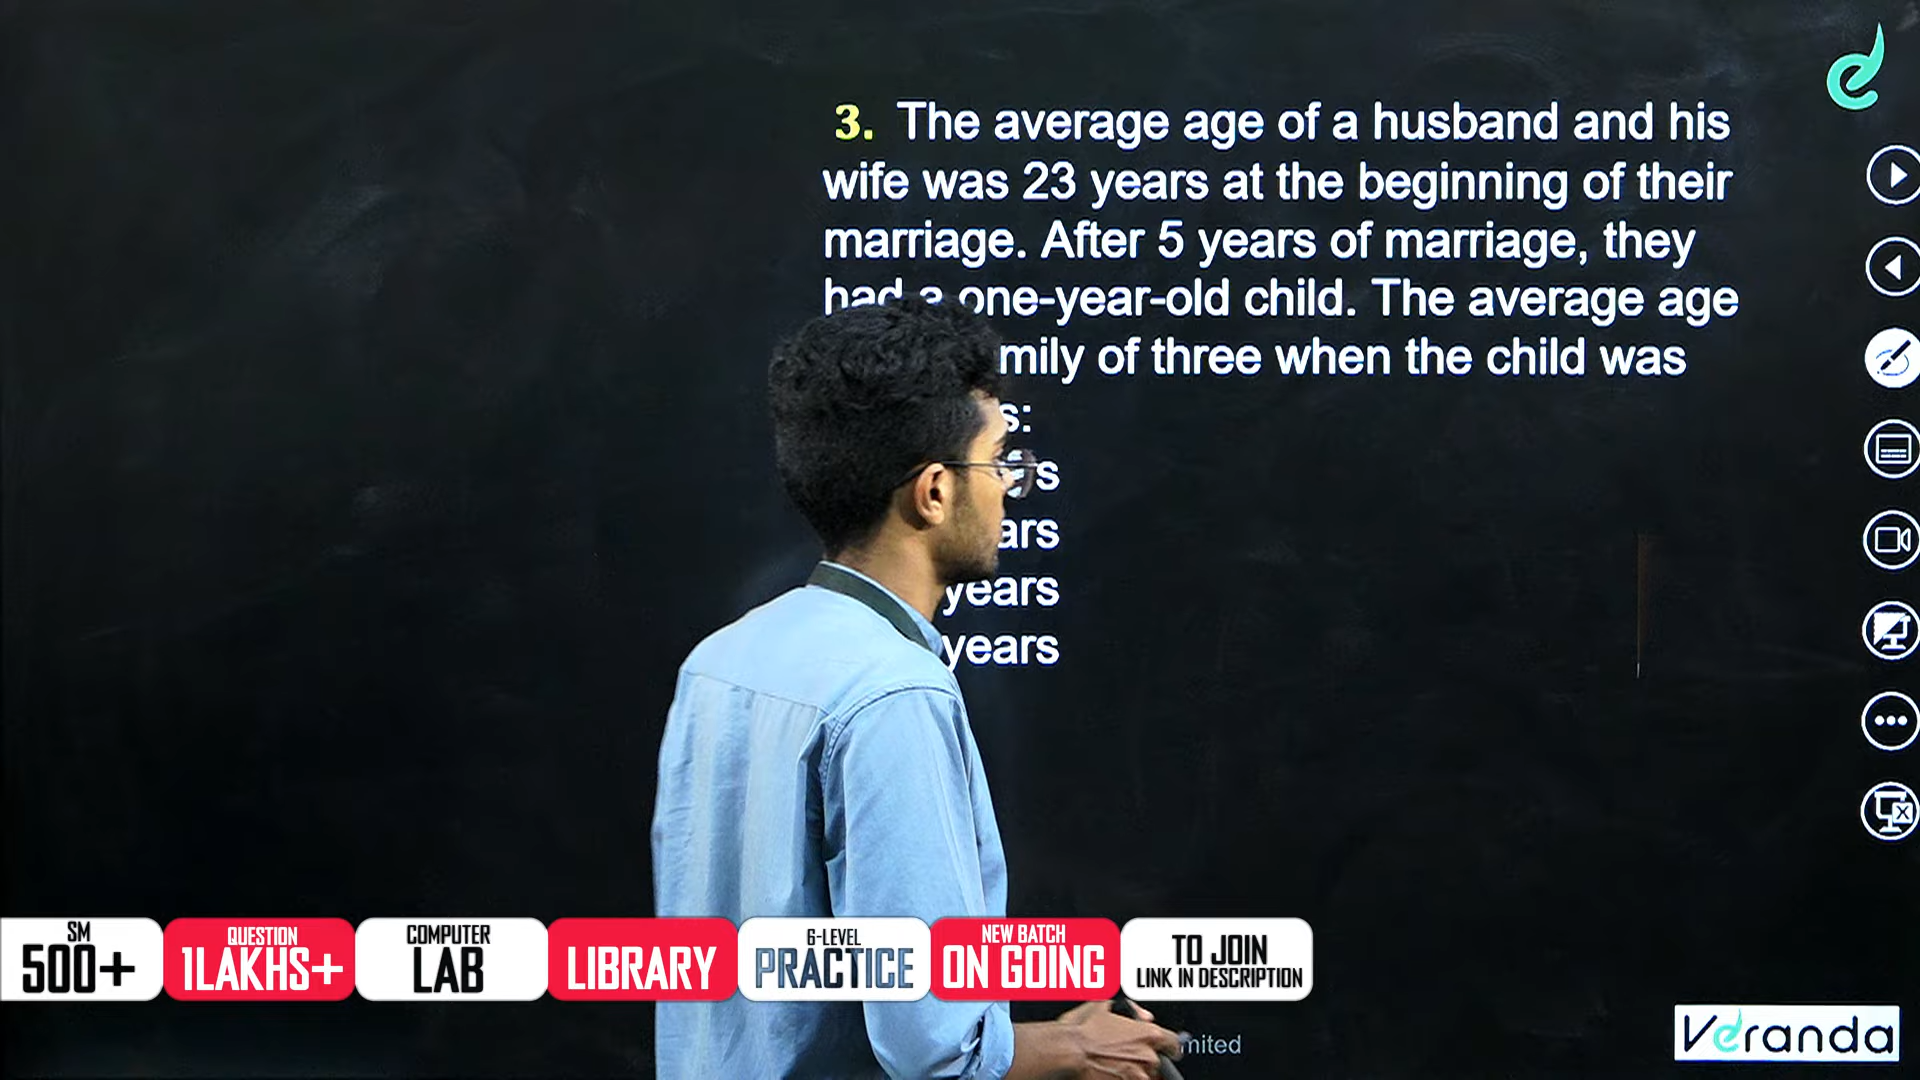 3. The average age of a husband and his
wife was 23 years at the beginning of their
marriage. After 5 years of marriage, they
had a one-year-old child. The average age
of three when the child was
years
years
SM
500+
QUESTION
1LAKHS+
COMPUTER
LAB
LIBRARY
6-LEVEL
PRACTICE
NEW BATCH
ON GOING
TO JOIN
LINK IN DESCRIPTION
Veranda